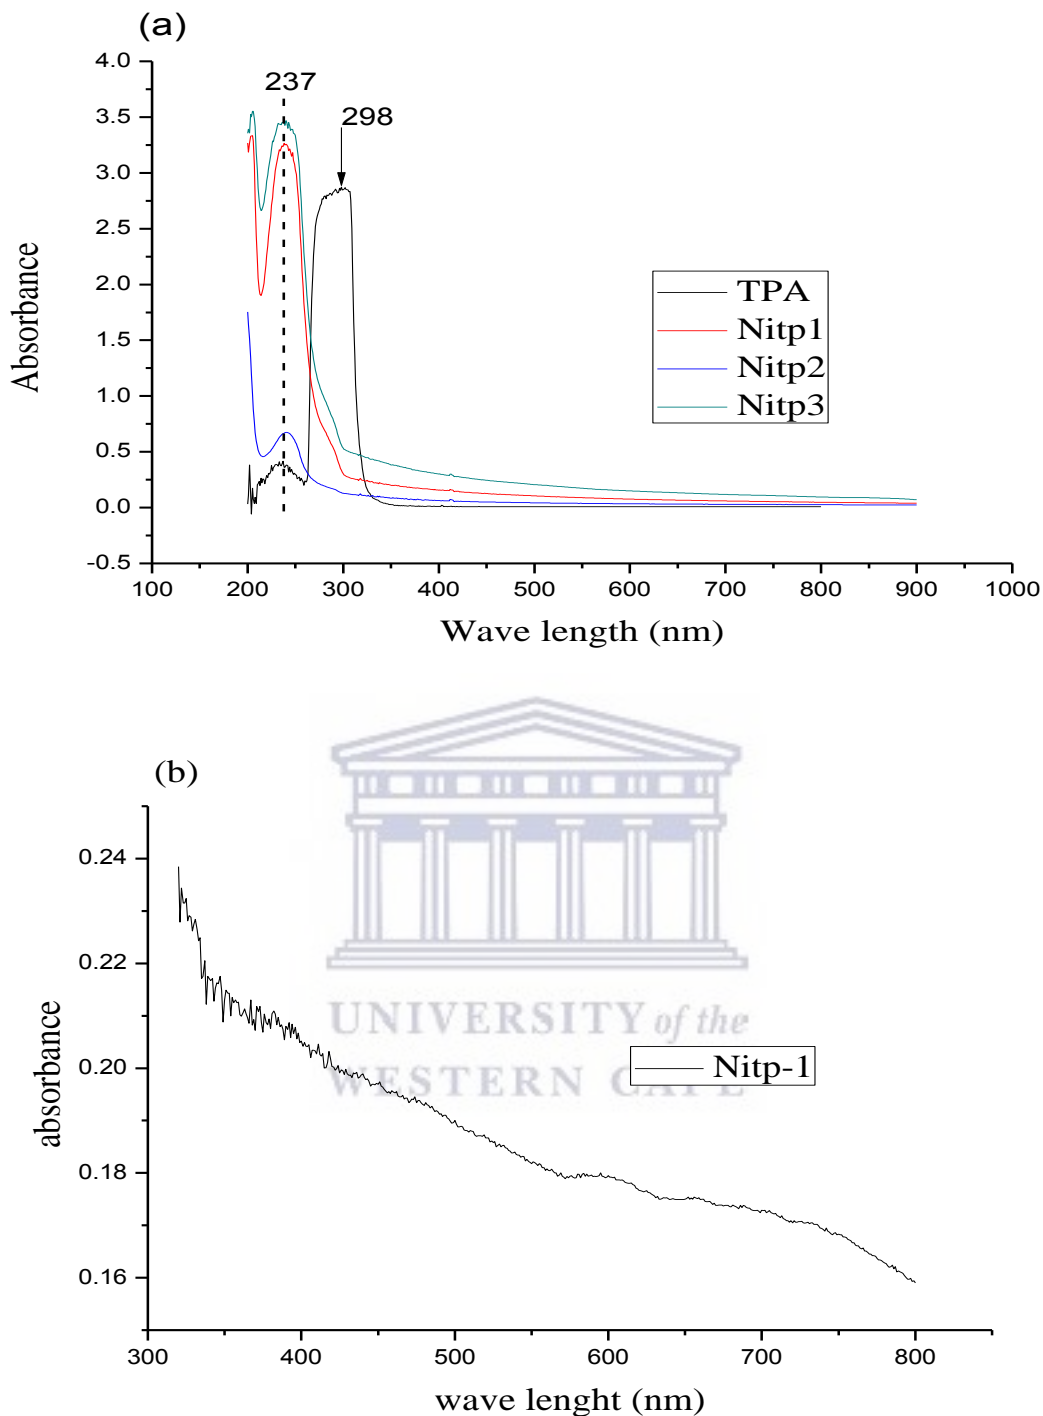 (a)
4.0
3.5
3.0
2.5
2.0
1.5
1.0
0.5
0.0
-0.5
Absorbance
237
298
TPA
Nitp1
Nitp2
Nitp3
100 200 300 400 500 600 700 800 900 1000
Wave length (nm)
(b)
0.24
0.22
0.20
0.18
0.16
absorbance
UNIVERSITY of the
WESTERN CAPE
Nitp-1
300 400 500 600 700 800
wave lenght (nm)